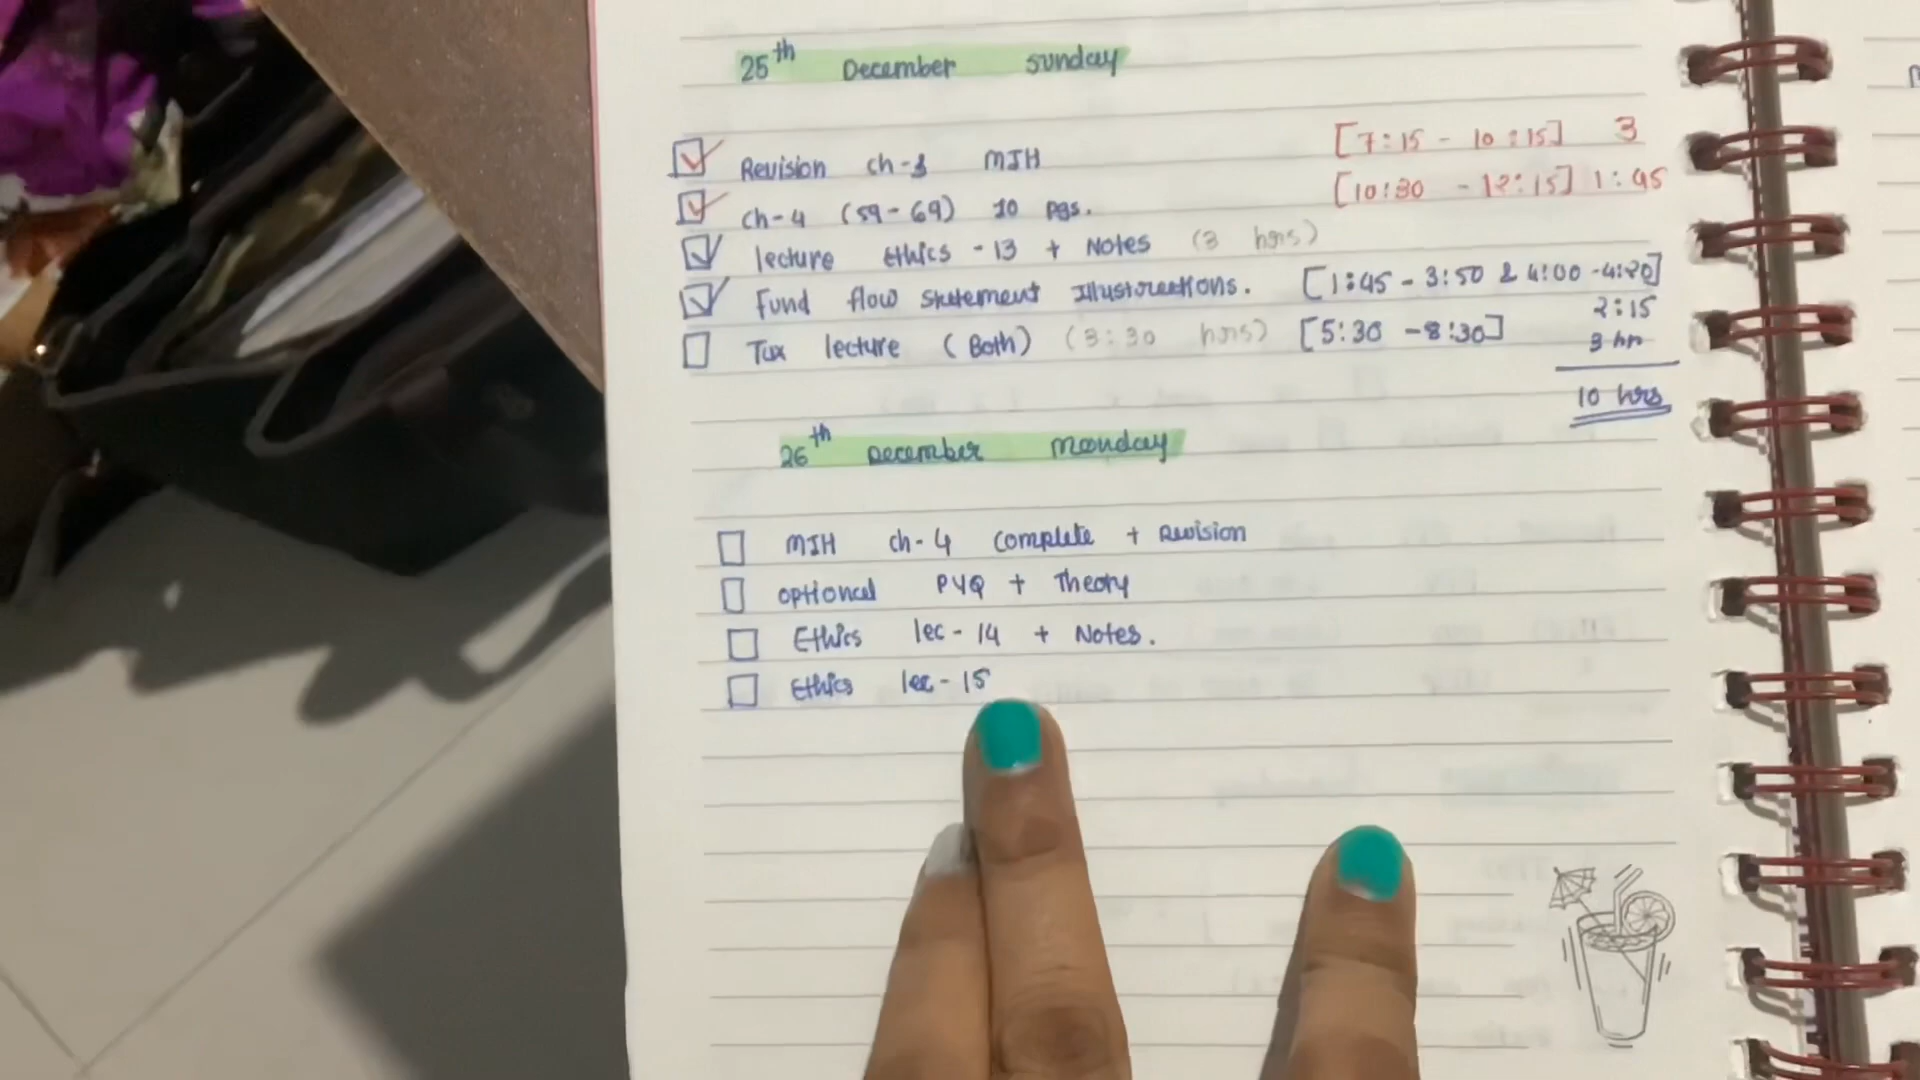 25th December Sunday
Revision ch-3 MIH [7:15 - 10:15] 3
ch-4 (59-69) 10 pgs. [10:30 - 12:15] 1:45
lecture Ethics - 13 + Notes (3 hrs)
Fund flow statement Illustrations. [1:45 - 3:50 & 4:00 - 4:20]
2:15
Tax lecture (Both) (3:30 hrs) [5:30 - 8:30] 3 hr
10 hrs
26th December Monday
MIH ch-4 complete + Revision
optional PYQ + Theory
Ethics lec - 14 + Notes.
Ethics lec - 15